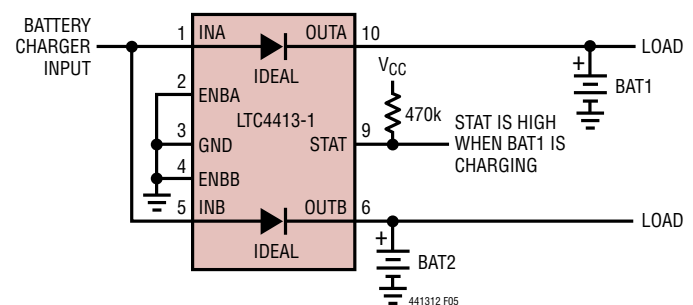 BATTERY
CHARGER
INPUT
1
INA
OUTA
10
LOAD
IDEAL
VCC
+
BAT1
2
ENBA
470k
LTC4413-1
3
GND
STAT
9
STAT IS HIGH
WHEN BAT1 IS
CHARGING
4
ENBB
5
INB
OUTB
6
LOAD
IDEAL
+
BAT2
441312 F05